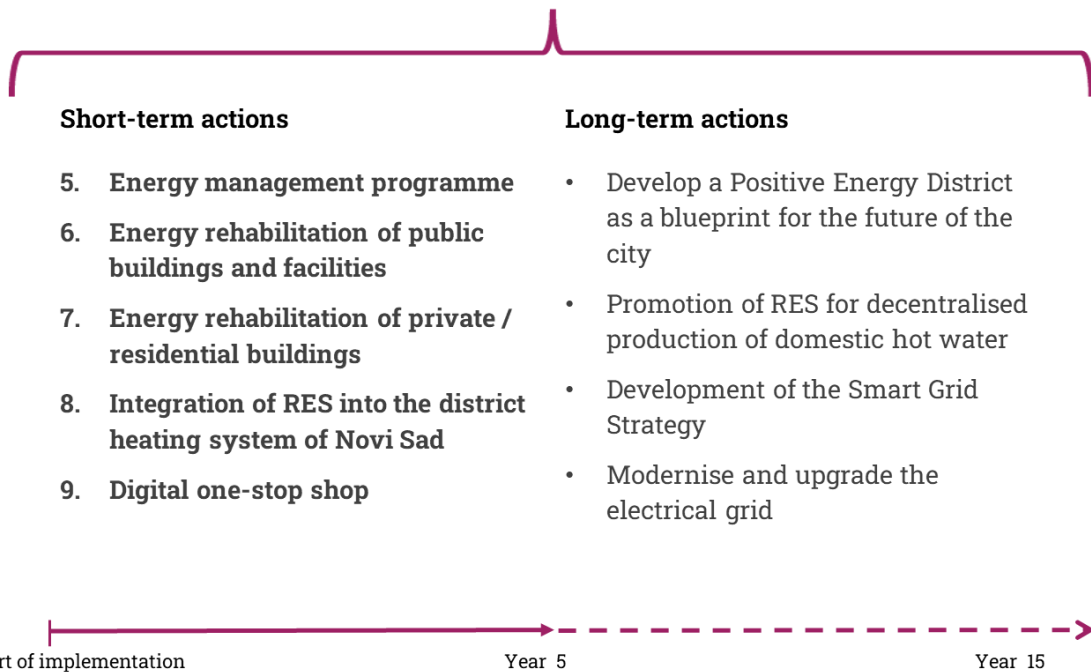 Short-term actions
5. Energy management programme
6. Energy rehabilitation of public
buildings and facilities
7. Energy rehabilitation of private /
residential buildings
8. Integration of RES into the district
heating system of Novi Sad
9. Digital one-stop shop
Long-term actions
• Develop a Positive Energy District
as a blueprint for the future of the
city
• Promotion of RES for decentralised
production of domestic hot water
• Development of the Smart Grid
Strategy
• Modernise and upgrade the
electrical grid
rt of implementation
Year 5
Year 15